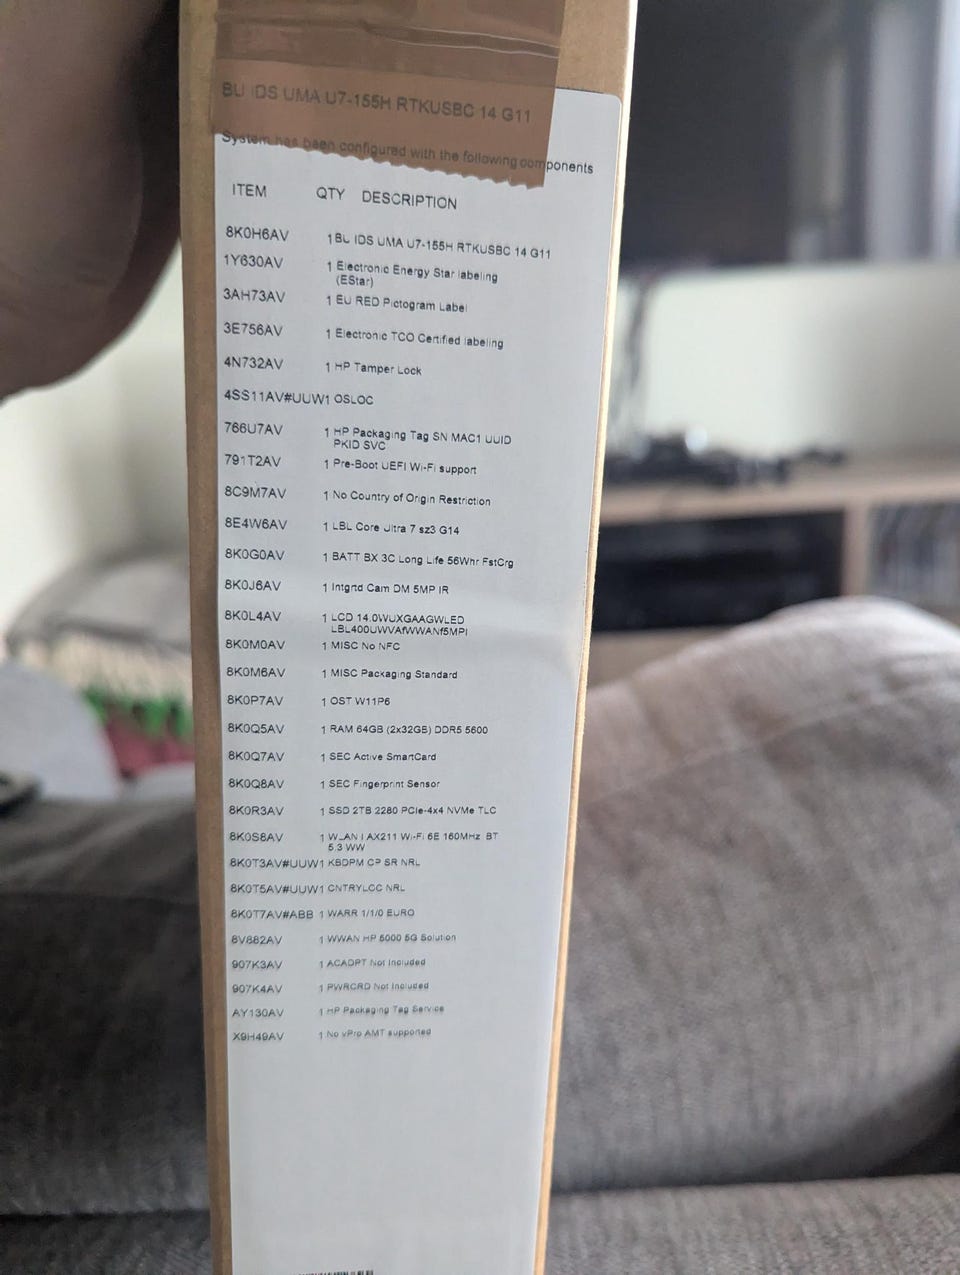 BU IDS UMA U7-155H RTKUSBC 14 G11
System has been configured with the following components
ITEM QTY DESCRIPTION
8K0H6AV 1 BU IDS UMA U7-155H RTKUSBC 14 G11
1Y630AV 1 Electronic Energy Star labeling
(EStar)
3AH73AV 1 EU RED Pictogram Label
3E756AV 1 Electronic TCO Certified labeling
4N732AV 1 HP Tamper Lock
4SS11AV#UUW1 OSLOC
766U7AV 1 HP Packaging Tag SN MAC1 UUID
PKID SVC
791T2AV 1 Pre-Boot UEFI Wi-Fi support
8C9M7AV 1 No Country of Origin Restriction
8E4W6AV 1 LBL Core Ultra 7 sz3 G14
8K0G0AV 1 BATT BX 3C Long Life 56Whr FstCrg
8K0J6AV 1 Intgrtd Cam DM 5MP IR
8K0L4AV 1 LCD 14.0WUXGAAGWLED
LBL400UWVAfWWANf5MPI
8K0M0AV 1 MISC No NFC
8K0M6AV 1 MISC Packaging Standard
8K0P7AV 1 OST W11P6
8K0Q5AV 1 RAM 64GB (2x32GB) DDR5 5600
8K0Q7AV 1 SEC Active SmartCard
8K0Q8AV 1 SEC Fingerprint Sensor
8K0R3AV 1 SSD 2TB 2280 PCIe-4x4 NVMe TLC
8K0S8AV 1 WLAN I AX211 Wi-Fi 6E 160MHz BT
5.3 WW
8K0T3AV#UUW1 KBDPM CP SR NRL
8K0T5AV#UUW1 CNTRYLOC NRL
8K0T7AV#ABB 1 WARR 1/1/0 EURO
8V882AV 1 WWAN HP 5000 5G Solution
907K3AV 1 ACADPT Not Included
907K4AV 1 PWRCRD Not Included
AY130AV 1 HP Packaging Tag Service
X9H49AV 1 No vPro AMT supported